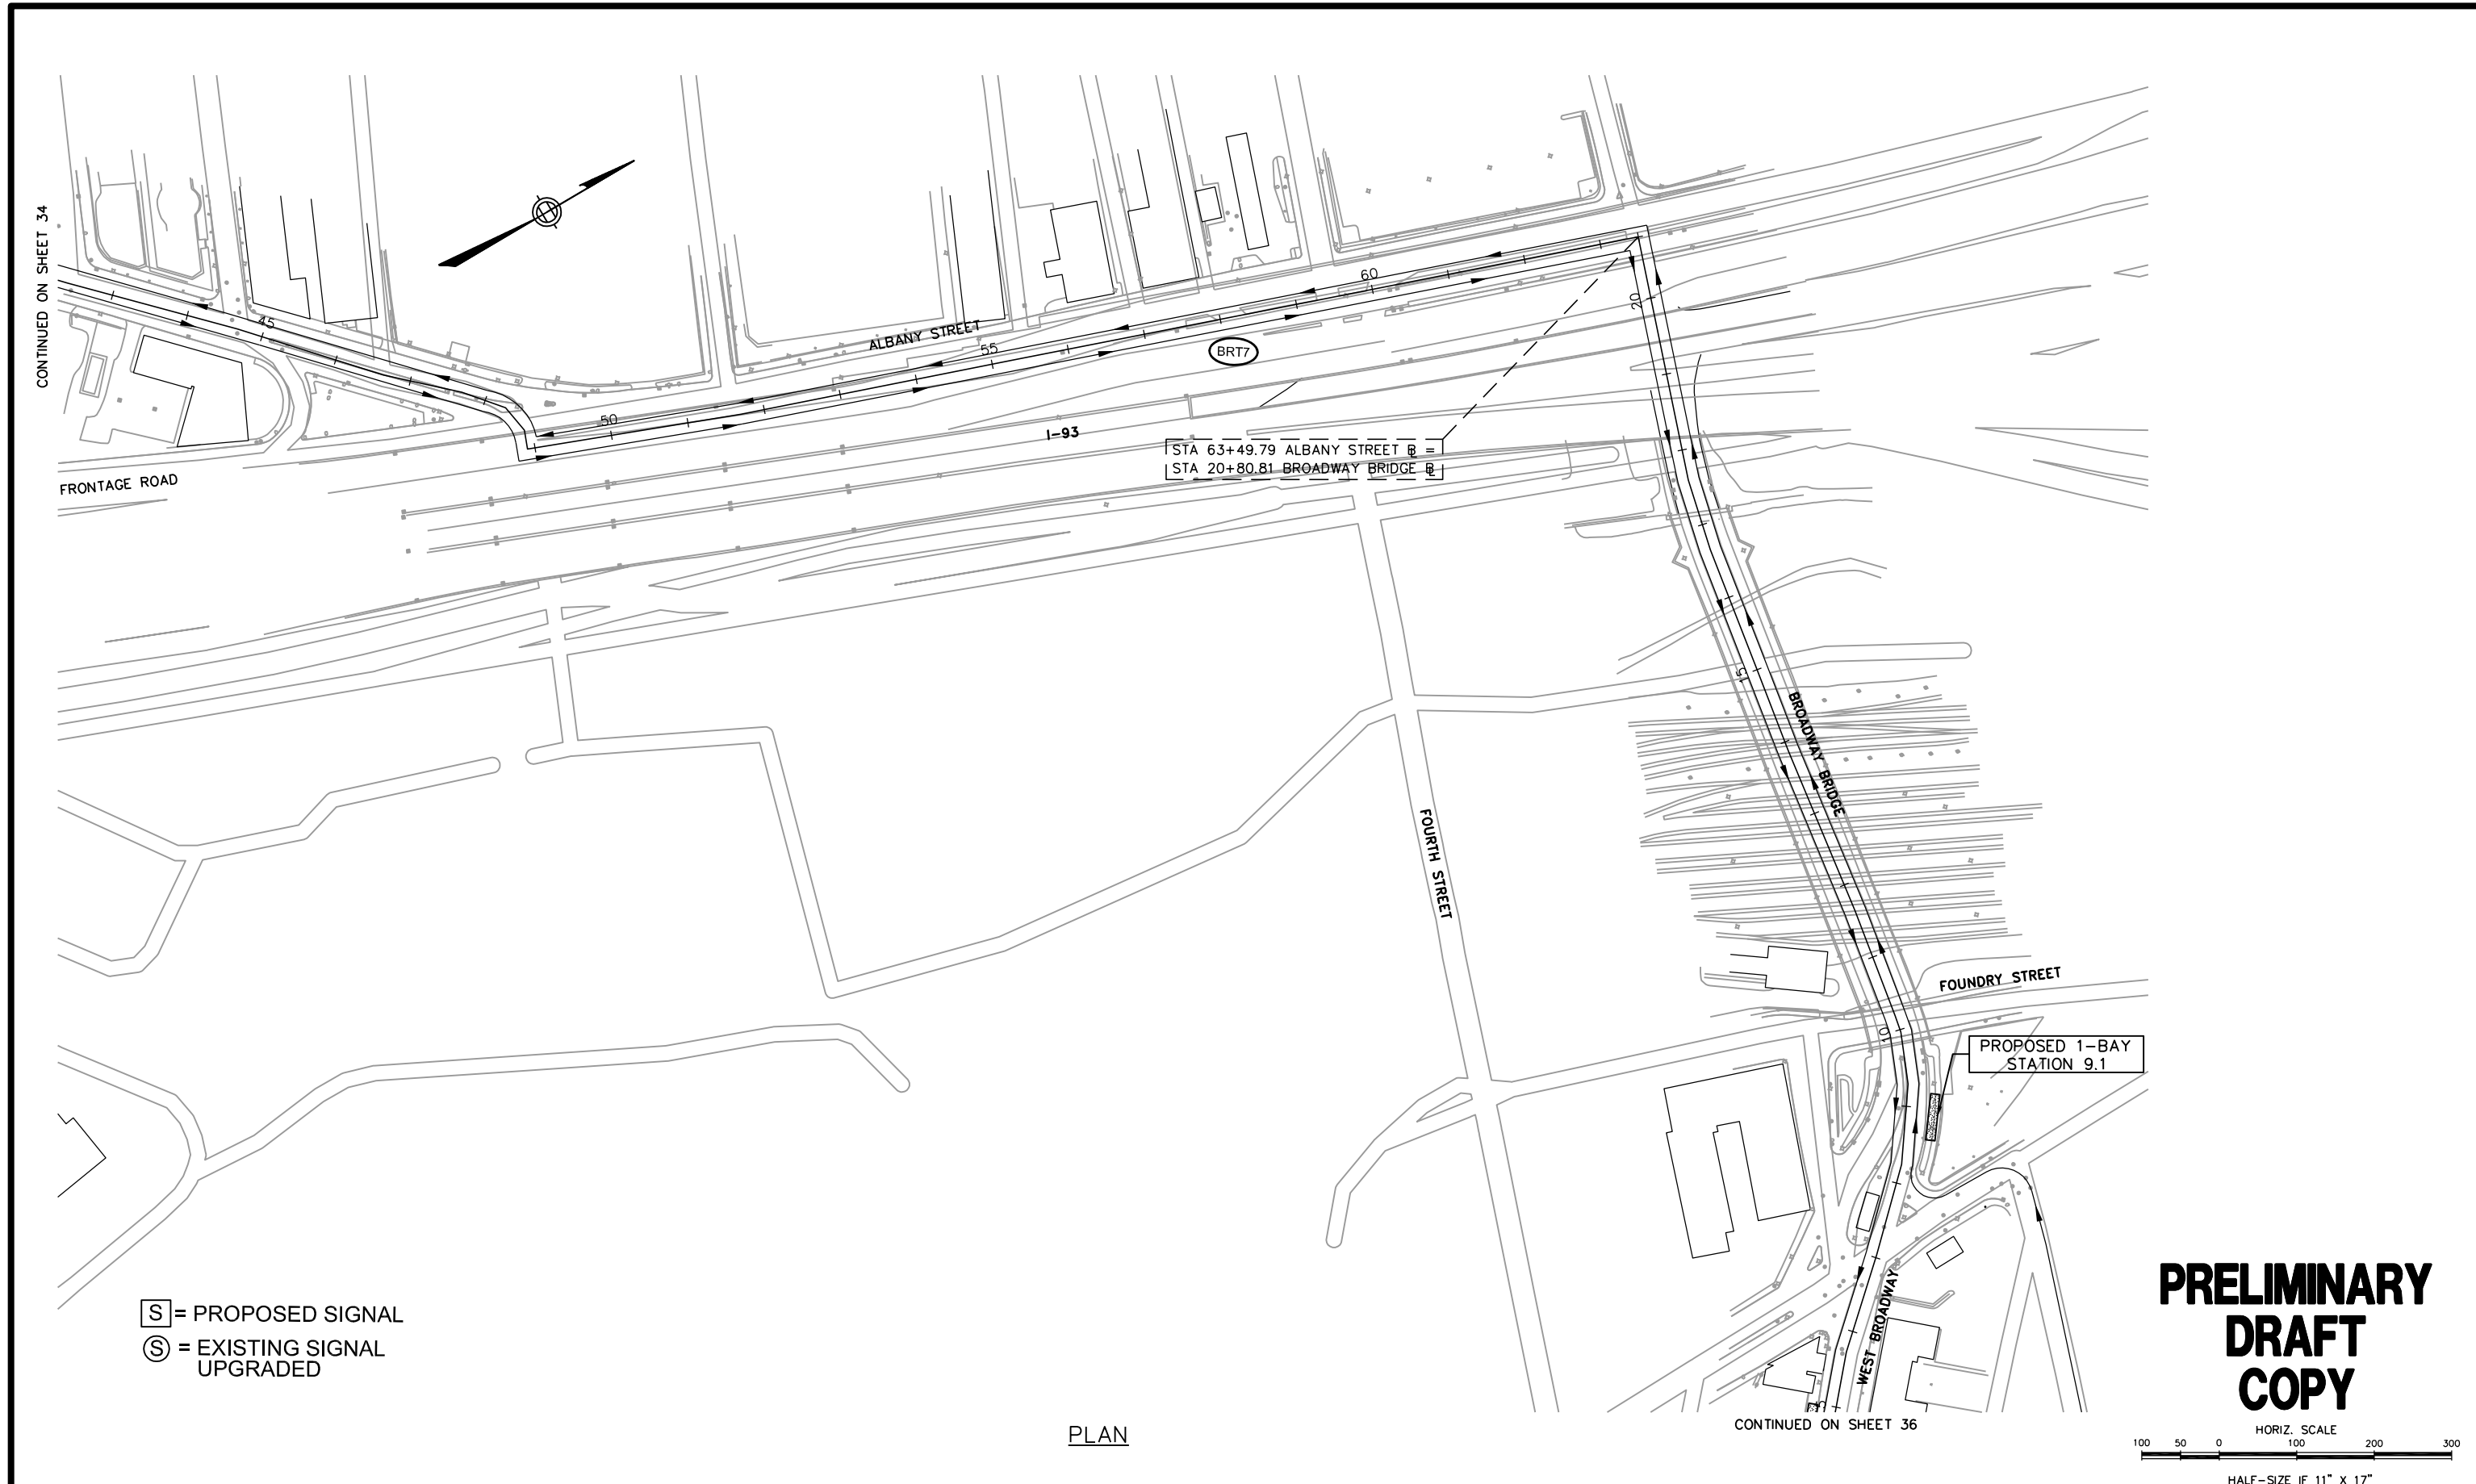 CONTINUED ON SHEET 34
45
ALBANY STREET
50
55
60
20
BRT7
I-93
FRONTAGE ROAD
STA 63+49.79 ALBANY STREET ℄ =
STA 20+80.81 BROADWAY BRIDGE ℄
15
BROADWAY BRIDGE
FOURTH STREET
FOUNDRY STREET
10
PROPOSED 1-BAY
STATION 9.1
WEST BROADWAY
5
CONTINUED ON SHEET 36
S = PROPOSED SIGNAL
S = EXISTING SIGNAL
UPGRADED
PLAN
PRELIMINARY
DRAFT
COPY
HORIZ. SCALE
100 50 0 100 200 300
HALF-SIZE IF 11" X 17"